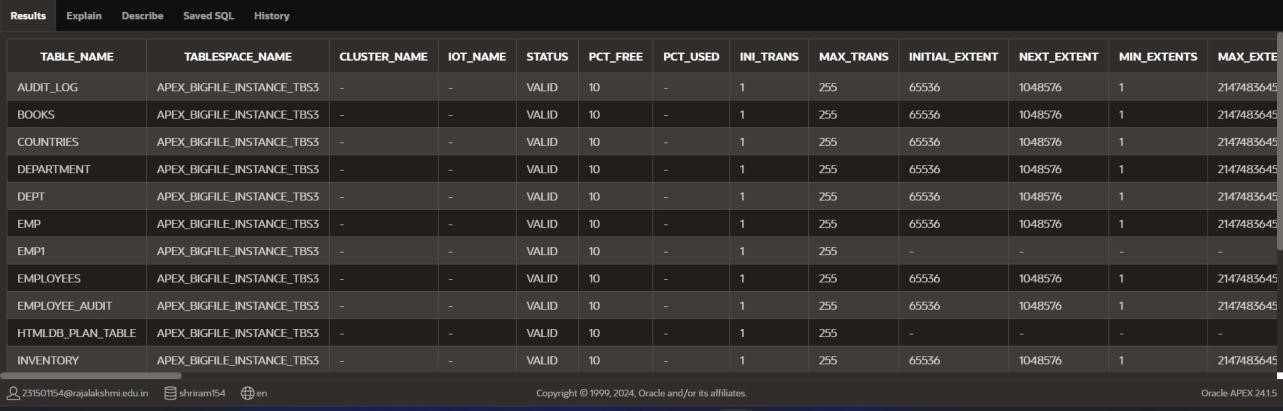 Results Explain Describe Saved SQL History
TABLE_NAME TABLESPACE_NAME CLUSTER_NAME IOT_NAME STATUS PCT_FREE PCT_USED INI_TRANS MAX_TRANS INITIAL_EXTENT NEXT_EXTENT MIN_EXTENTS MAX_EXTE
AUDIT_LOG APEX_BIGFILE_INSTANCE_TBS3 - - VALID 10 - 1 255 65536 1048576 1 2147483645
BOOKS APEX_BIGFILE_INSTANCE_TBS3 - - VALID 10 - 1 255 65536 1048576 1 2147483645
COUNTRIES APEX_BIGFILE_INSTANCE_TBS3 - - VALID 10 - 1 255 65536 1048576 1 2147483645
DEPARTMENT APEX_BIGFILE_INSTANCE_TBS3 - - VALID 10 - 1 255 65536 1048576 1 2147483645
DEPT APEX_BIGFILE_INSTANCE_TBS3 - - VALID 10 - 1 255 65536 1048576 1 2147483645
EMP APEX_BIGFILE_INSTANCE_TBS3 - - VALID 10 - 1 255 65536 1048576 1 2147483645
EMP1 APEX_BIGFILE_INSTANCE_TBS3 - - VALID 10 - 1 255 - - - -
EMPLOYEES APEX_BIGFILE_INSTANCE_TBS3 - - VALID 10 - 1 255 65536 1048576 1 2147483645
EMPLOYEE_AUDIT APEX_BIGFILE_INSTANCE_TBS3 - - VALID 10 - 1 255 65536 1048576 1 2147483645
HTMLDB_PLAN_TABLE APEX_BIGFILE_INSTANCE_TBS3 - - VALID 10 - 1 255 - - - -
INVENTORY APEX_BIGFILE_INSTANCE_TBS3 - - VALID 10 - 1 255 65536 1048576 1 2147483645
231501154@rajalakshmi.edu.in shriram154 en Copyright © 1999, 2024, Oracle and/or its affiliates. Oracle APEX 24.1.5